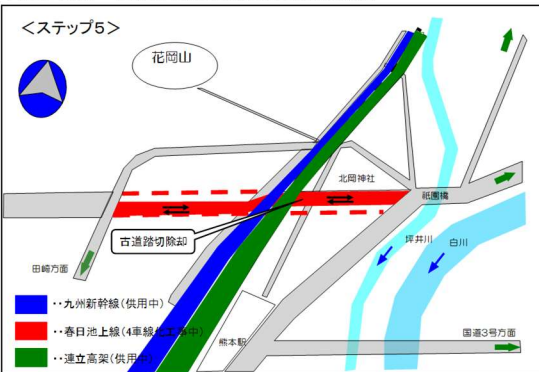 <ステップ5>
花岡山
北岡神社
祇園橋
古道踏切除却
坪井川
白川
田崎方面
・・九州新幹線(供用中)
・・春日池上線(4車線化工事中)
・・連立高架(供用中)
熊本駅
国道3号方面